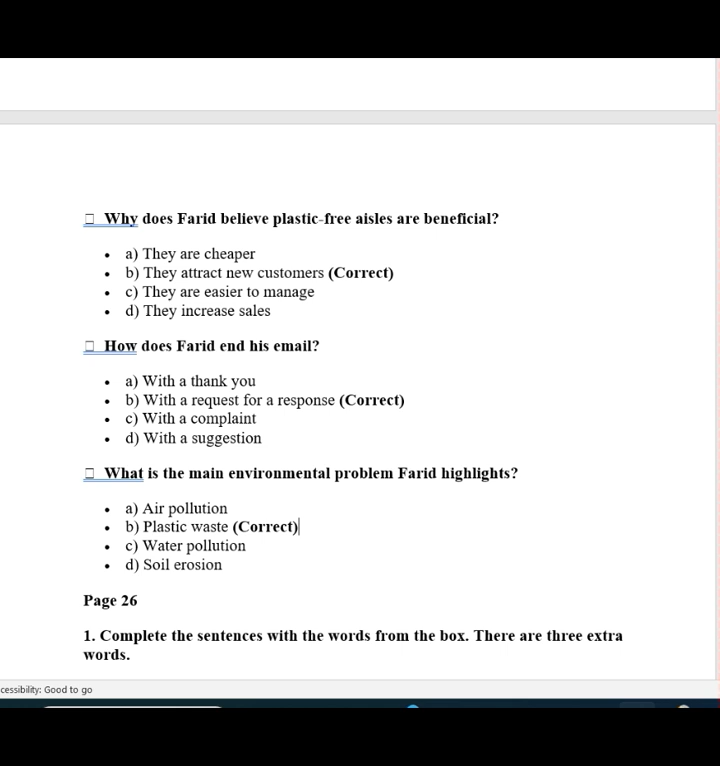 Why does Farid believe plastic-free aisles are beneficial?
• a) They are cheaper
• b) They attract new customers (Correct)
• c) They are easier to manage
• d) They increase sales
How does Farid end his email?
• a) With a thank you
• b) With a request for a response (Correct)
• c) With a complaint
• d) With a suggestion
What is the main environmental problem Farid highlights?
• a) Air pollution
• b) Plastic waste (Correct)
• c) Water pollution
• d) Soil erosion
Page 26
1. Complete the sentences with the words from the box. There are three extra
words.
cessibility: Good to go